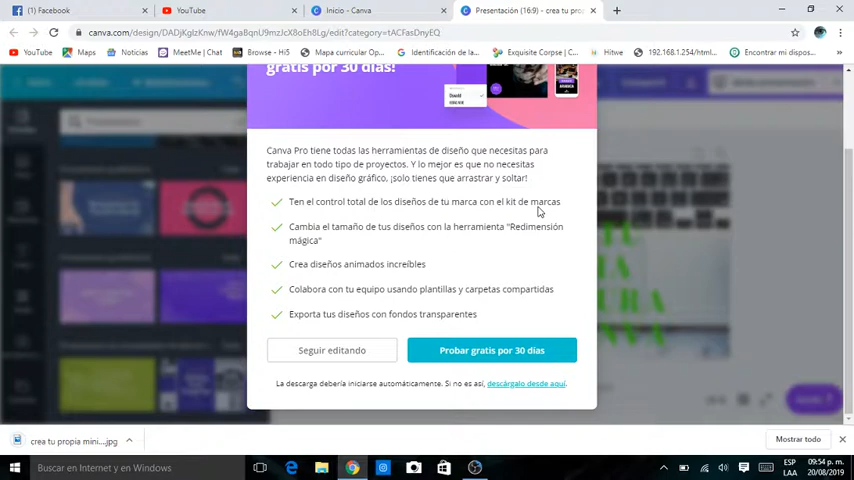 (1) Facebook
YouTube
Inicio - Canva
Presentación (16:9) - crea tu pro
canva.com/design/DADjKglzKnw/fW4gaBqnU9mzJcX8oEh8Lg/edit?category=tACFasDnyEQ
YouTube Maps Noticias MeetMe | Chat Browse - Hi5 Mapa curricular op... Identificación de la... Exquisite Corpse | C... Hitwe 192.168.1.254/html... Encontrar mi dispos...
gratis por 30 días!
Canva Pro tiene todas las herramientas de diseño que necesitas para
trabajar en todo tipo de proyectos. Y lo mejor es que no necesitas
experiencia en diseño gráfico, ¡solo tienes que arrastrar y soltar!
Ten el control total de los diseños de tu marca con el kit de marcas
Cambia el tamaño de tus diseños con la herramienta "Redimensión
mágica"
Crea diseños animados increíbles
Colabora con tu equipo usando plantillas y carpetas compartidas
Exporta tus diseños con fondos transparentes
Seguir editando
Probar gratis por 30 días
La descarga debería iniciarse automáticamente. Si no es así, descárgalo desde aquí.
crea tu propia mini....jpg
Mostrar todo
Buscar en Internet y en Windows
ESP
LAA
09:54 p. m.
20/08/2019